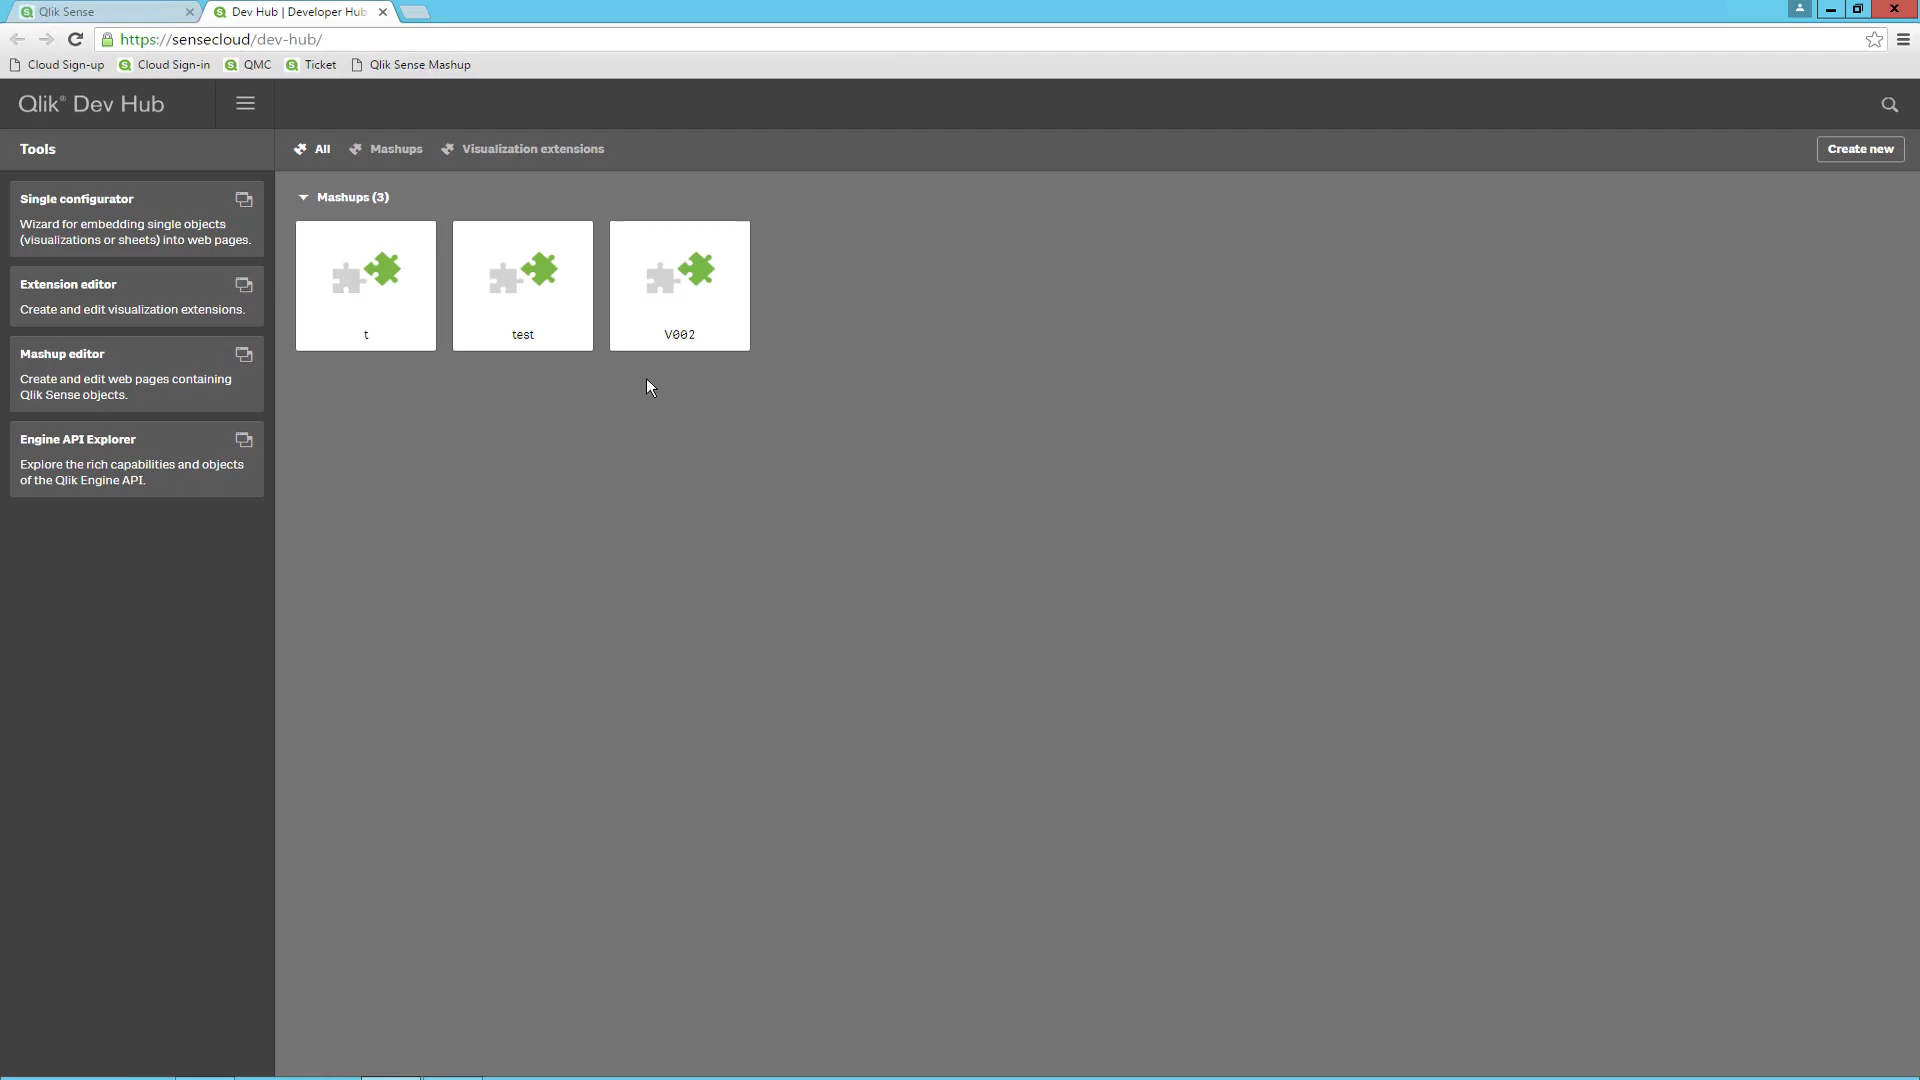 Qlik Sense
Dev Hub | Developer Hub
https://sensecloud/dev-hub/
Cloud Sign-up
Cloud Sign-in
QMC
Ticket
Qlik Sense Mashup
Qlik® Dev Hub
Tools
All
Mashups
Visualization extensions
Create new
Single configurator
Wizard for embedding single objects
(visualizations or sheets) into web pages.
Extension editor
Create and edit visualization extensions.
Mashup editor
Create and edit web pages containing
Qlik Sense objects.
Engine API Explorer
Explore the rich capabilities and objects
of the Qlik Engine API.
Mashups (3)
t
test
V002